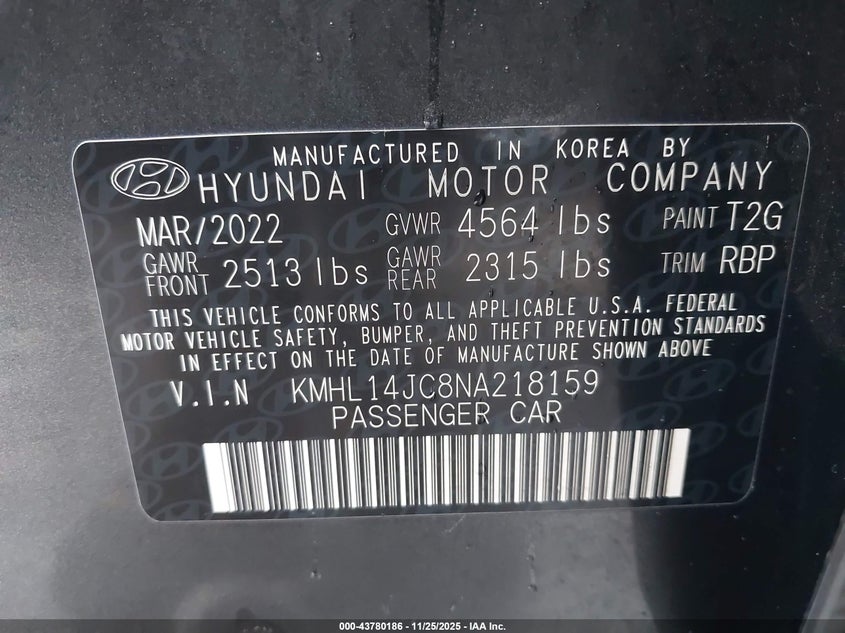 MANUFACTURED IN KOREA BY
HYUNDAI MOTOR COMPANY
MAR/2022 GVWR 4564 lbs PAINT T2G
GAWR FRONT 2513 lbs GAWR REAR 2315 lbs TRIM RBP
THIS VEHICLE CONFORMS TO ALL APPLICABLE U.S.A. FEDERAL
MOTOR VEHICLE SAFETY, BUMPER, AND THEFT PREVENTION STANDARDS
IN EFFECT ON THE DATE OF MANUFACTURE SHOWN ABOVE
V.I.N KMHL14JC8NA218159
PASSENGER CAR
000-43780186 - 11/25/2025 - IAA Inc.